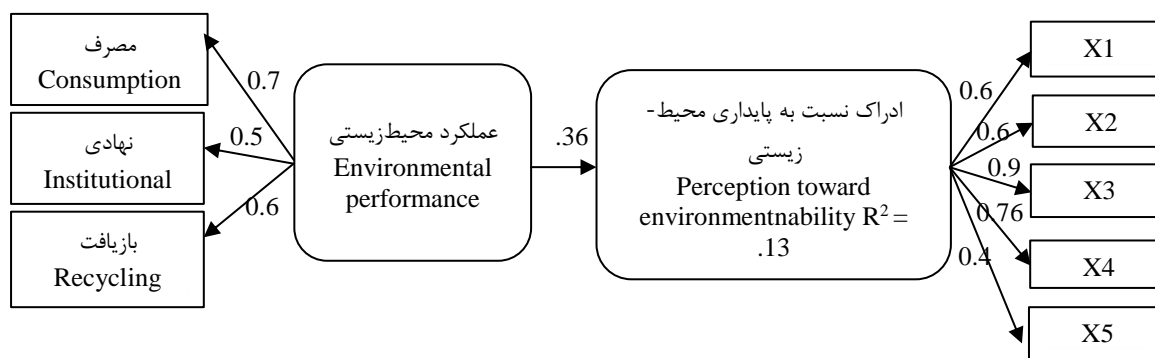 مصرف
Consumption
0.7
نهادی
Institutional
0.5
بازیافت
Recycling
0.6
عملکرد محیط‌زیستی
Environmental
performance
.36
ادراک نسبت به پایداری محیط-
زیستی
Perception toward
environmentnability R² =
.13
0.6
X1
0.6
X2
0.9
X3
0.76
X4
0.4
X5